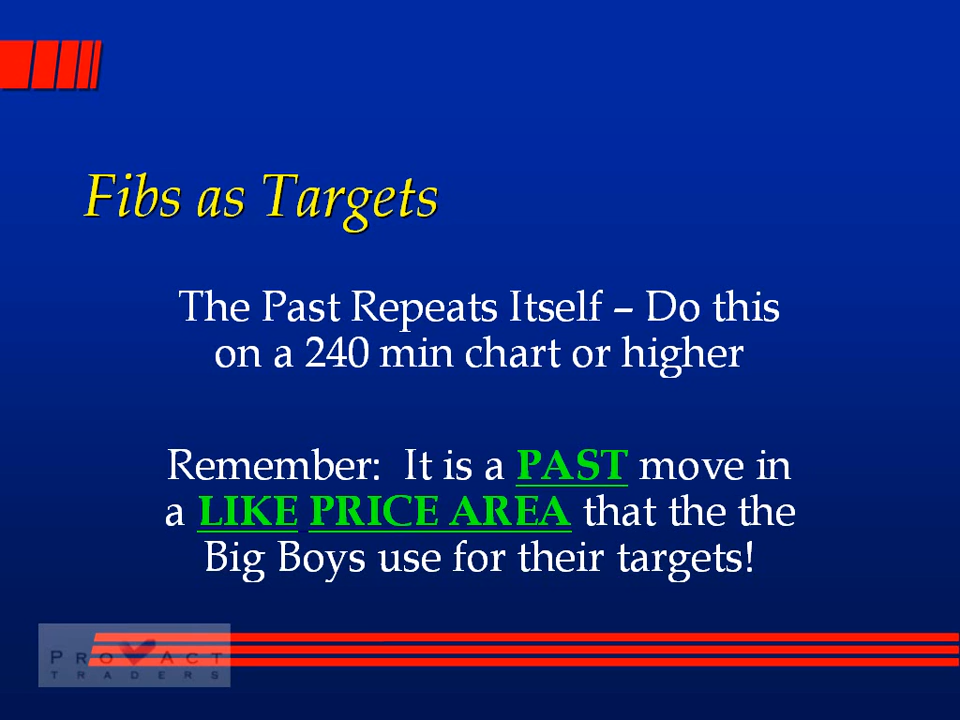 Fibs as Targets
The Past Repeats Itself – Do this
on a 240 min chart or higher
Remember:  It is a PAST move in
a LIKE PRICE AREA that the the
Big Boys use for their targets!
PRO ACT
TRADERS